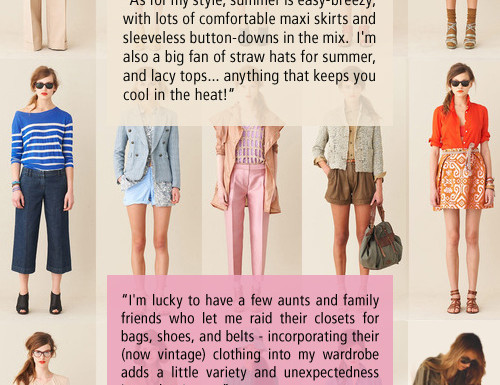 "As for my style, summer is easy-breezy,
with lots of comfortable maxi skirts and
sleeveless button-downs in the mix. I'm
also a big fan of straw hats for summer,
and lacy tops... anything that keeps you
cool in the heat!"
"I'm lucky to have a few aunts and family
friends who let me raid their closets for
bags, shoes, and belts - incorporating their
(now vintage) clothing into my wardrobe
adds a little variety and unexpectedness